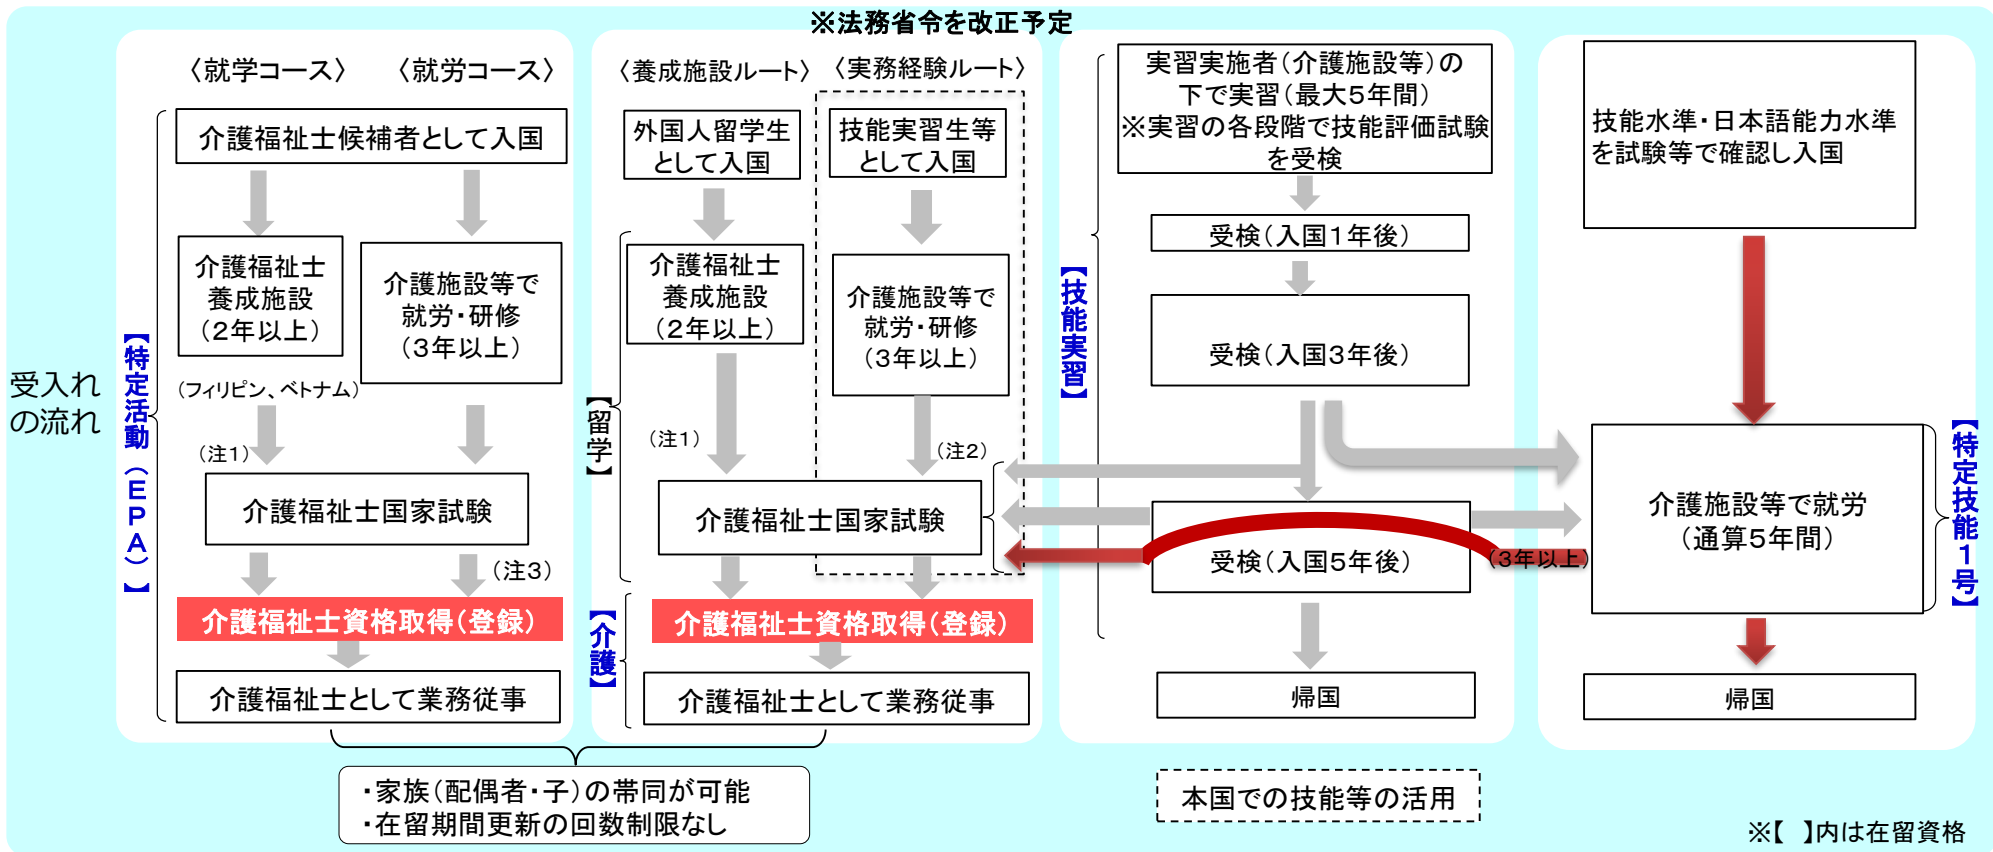 ※法務省令を改正予定
受入れ
の流れ
〈就学コース〉
〈就労コース〉
【特定活動（EPA）】
介護福祉士候補者として入国
介護福祉士
養成施設
（2年以上）
（フィリピン、ベトナム）
介護施設等で
就労・研修
（3年以上）
（注1）
介護福祉士国家試験
（注3）
介護福祉士資格取得（登録）
介護福祉士として業務従事
〈養成施設ルート〉
〈実務経験ルート〉
【留学】
外国人留学生
として入国
技能実習生等
として入国
介護福祉士
養成施設
（2年以上）
介護施設等で
就労・研修
（3年以上）
（注1）
（注2）
介護福祉士国家試験
【介護】
介護福祉士資格取得（登録）
介護福祉士として業務従事
・家族（配偶者・子）の帯同が可能
・在留期間更新の回数制限なし
【技能実習】
実習実施者（介護施設等）の
下で実習（最大5年間）
※実習の各段階で技能評価試験
を受検
受検（入国1年後）
受検（入国3年後）
受検（入国5年後）
帰国
本国での技能等の活用
技能水準・日本語能力水準
を試験等で確認し入国
介護施設等で就労
（通算5年間）
（3年以上）
【特定技能1号】
帰国
※【　】内は在留資格